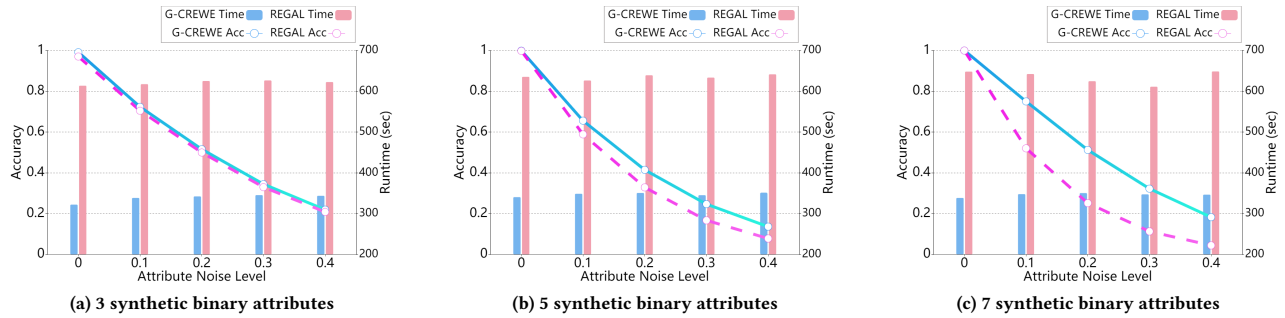 G-CREWE Time REGAL Time
G-CREWE Acc REGAL Acc
1
0.8
0.6
0.4
0.2
0
Accuracy
700
600
500
400
300
200
Runtime (sec)
0 0.1 0.2 0.3 0.4
Attribute Noise Level
(a) 3 synthetic binary attributes
G-CREWE Time REGAL Time
G-CREWE Acc REGAL Acc
1
0.8
0.6
0.4
0.2
0
Accuracy
700
600
500
400
300
200
Runtime (sec)
0 0.1 0.2 0.3 0.4
Attribute Noise Level
(b) 5 synthetic binary attributes
G-CREWE Time REGAL Time
G-CREWE Acc REGAL Acc
1
0.8
0.6
0.4
0.2
0
Accuracy
700
600
500
400
300
200
Runtime (sec)
0 0.1 0.2 0.3 0.4
Attribute Noise Level
(c) 7 synthetic binary attributes